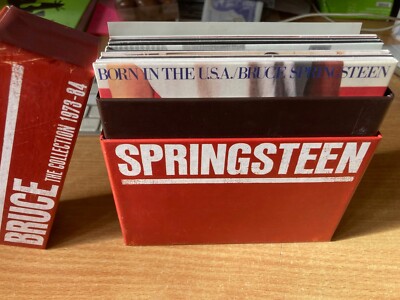 BRUCE
THE COLLECTION 1973-84
BORN IN THE U.S.A./BRUCE SPRINGSTEEN
SPRINGSTEEN